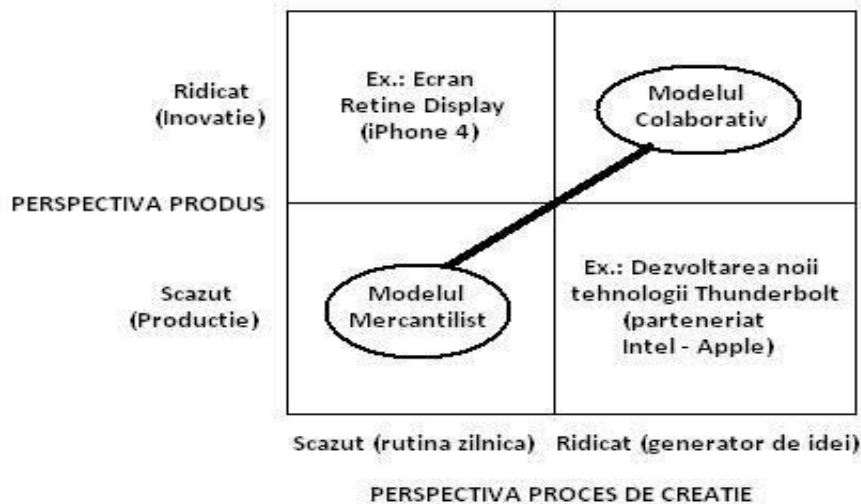 Ridicat
(Inovatie)
Ex.: Ecran
Retine Display
(iPhone 4)
Modelul
Colaborativ
PERSPECTIVA PRODUS
Scazut
(Productie)
Modelul
Mercantilist
Ex.: Dezvoltarea noii
tehnologii Thunderbolt
(parteneriat
Intel - Apple)
Scazut (rutina zilnica)
Ridicat (generator de idei)
PERSPECTIVA PROCES DE CREATIE